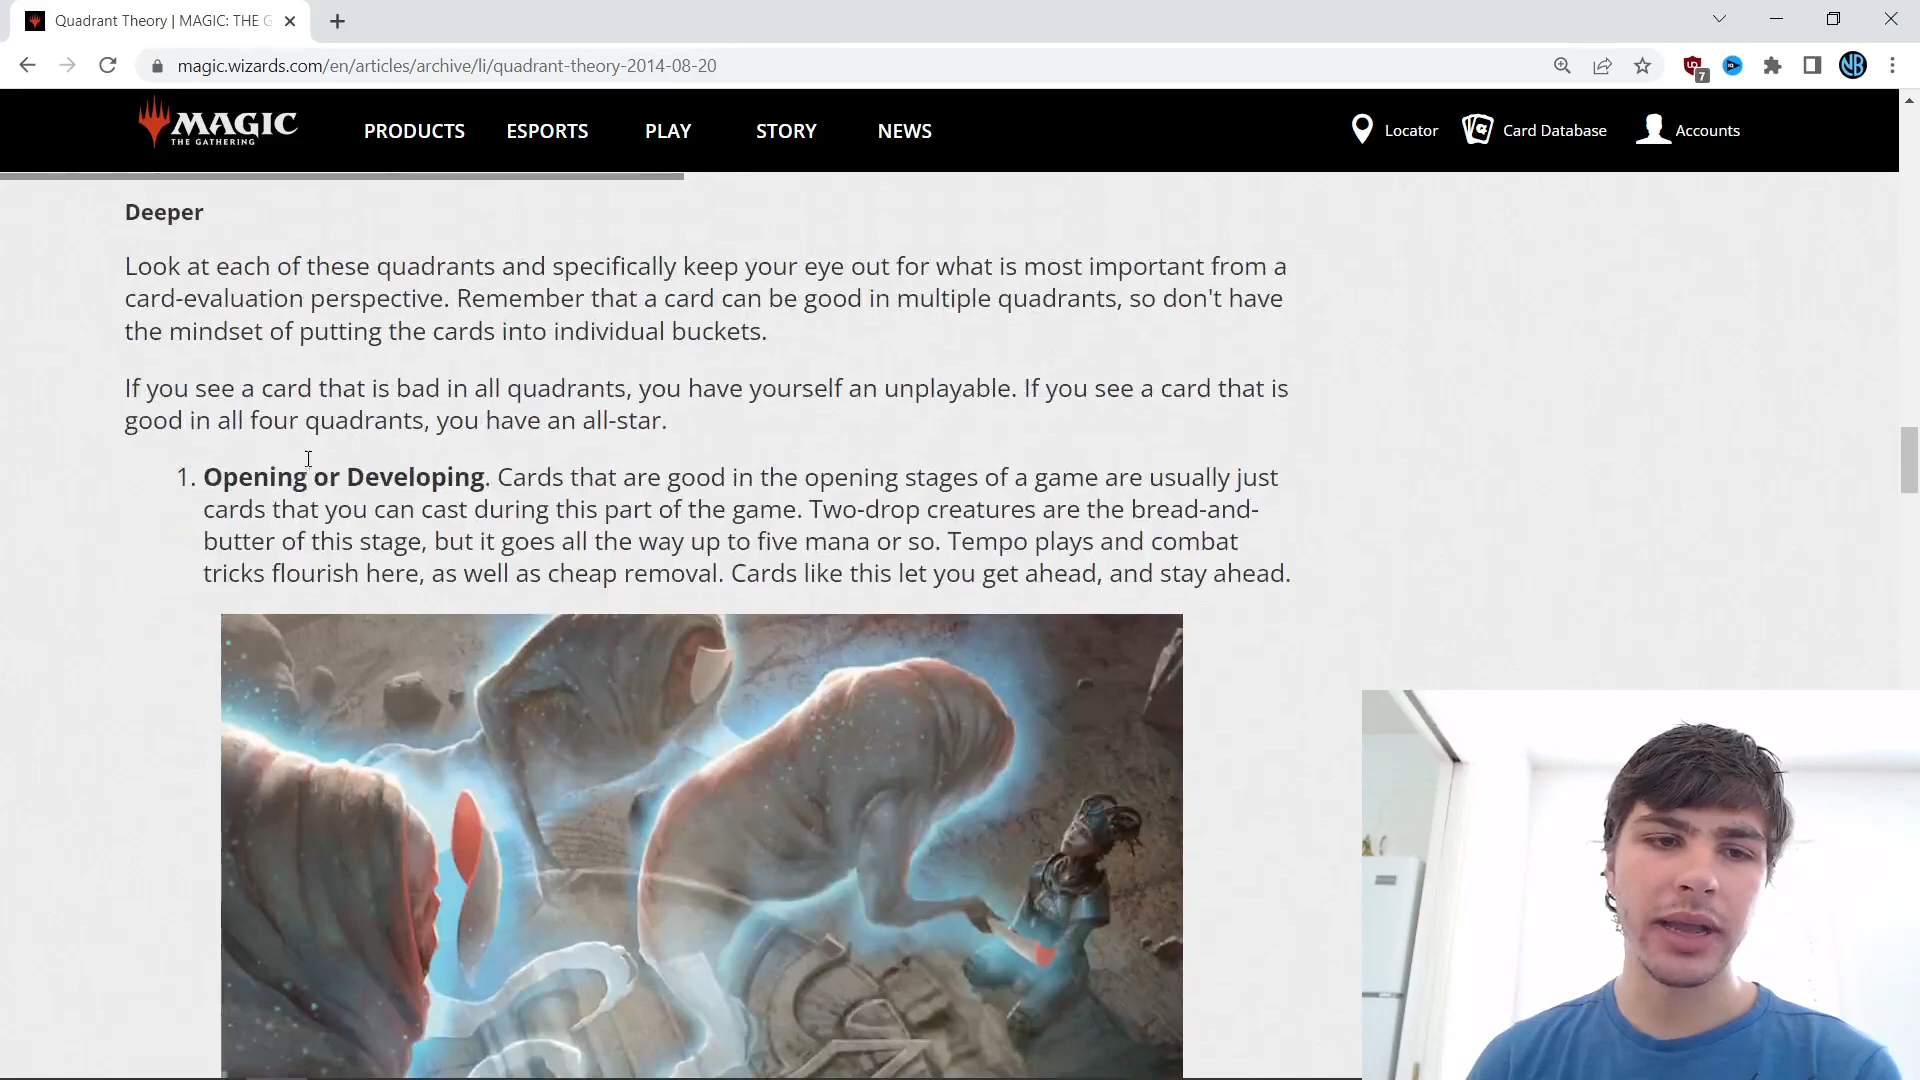 Quadrant Theory | MAGIC: THE G
magic.wizards.com/en/articles/archive/li/quadrant-theory-2014-08-20
7
NB
MAGIC
THE GATHERING
PRODUCTS
ESPORTS
PLAY
STORY
NEWS
Locator
Card Database
Accounts
Deeper
Look at each of these quadrants and specifically keep your eye out for what is most important from a
card-evaluation perspective. Remember that a card can be good in multiple quadrants, so don't have
the mindset of putting the cards into individual buckets.
If you see a card that is bad in all quadrants, you have yourself an unplayable. If you see a card that is
good in all four quadrants, you have an all-star.
1. Opening or Developing. Cards that are good in the opening stages of a game are usually just
cards that you can cast during this part of the game. Two-drop creatures are the bread-and-
butter of this stage, but it goes all the way up to five mana or so. Tempo plays and combat
tricks flourish here, as well as cheap removal. Cards like this let you get ahead, and stay ahead.